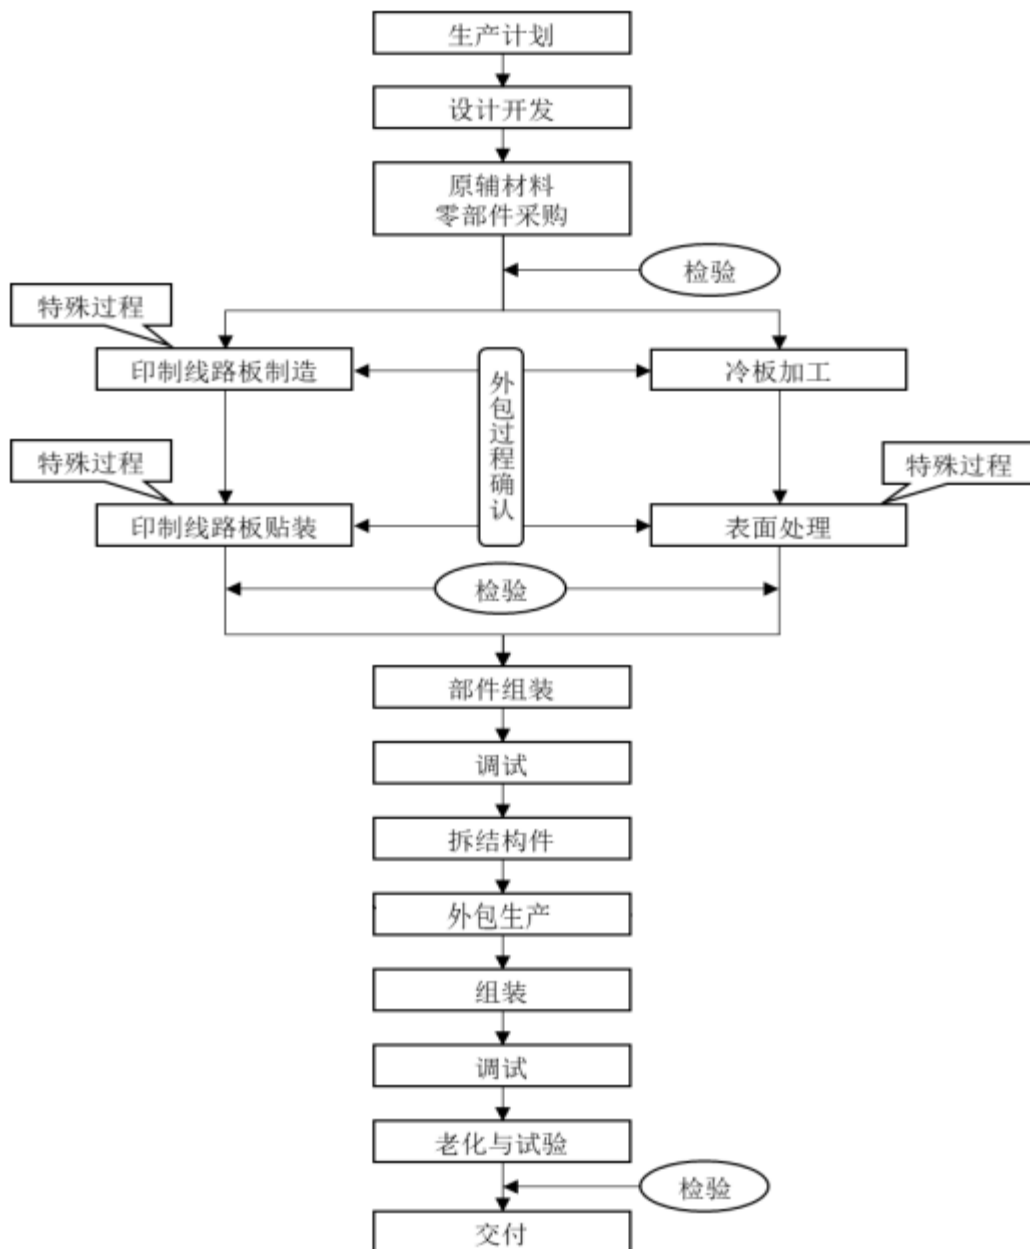 生产计划
设计开发
原辅材料
零部件采购
检验
特殊过程
印制线路板制造
外包过程确认
冷板加工
特殊过程
特殊过程
印制线路板贴装
表面处理
检验
部件组装
调试
拆结构件
外包生产
组装
调试
老化与试验
检验
交付